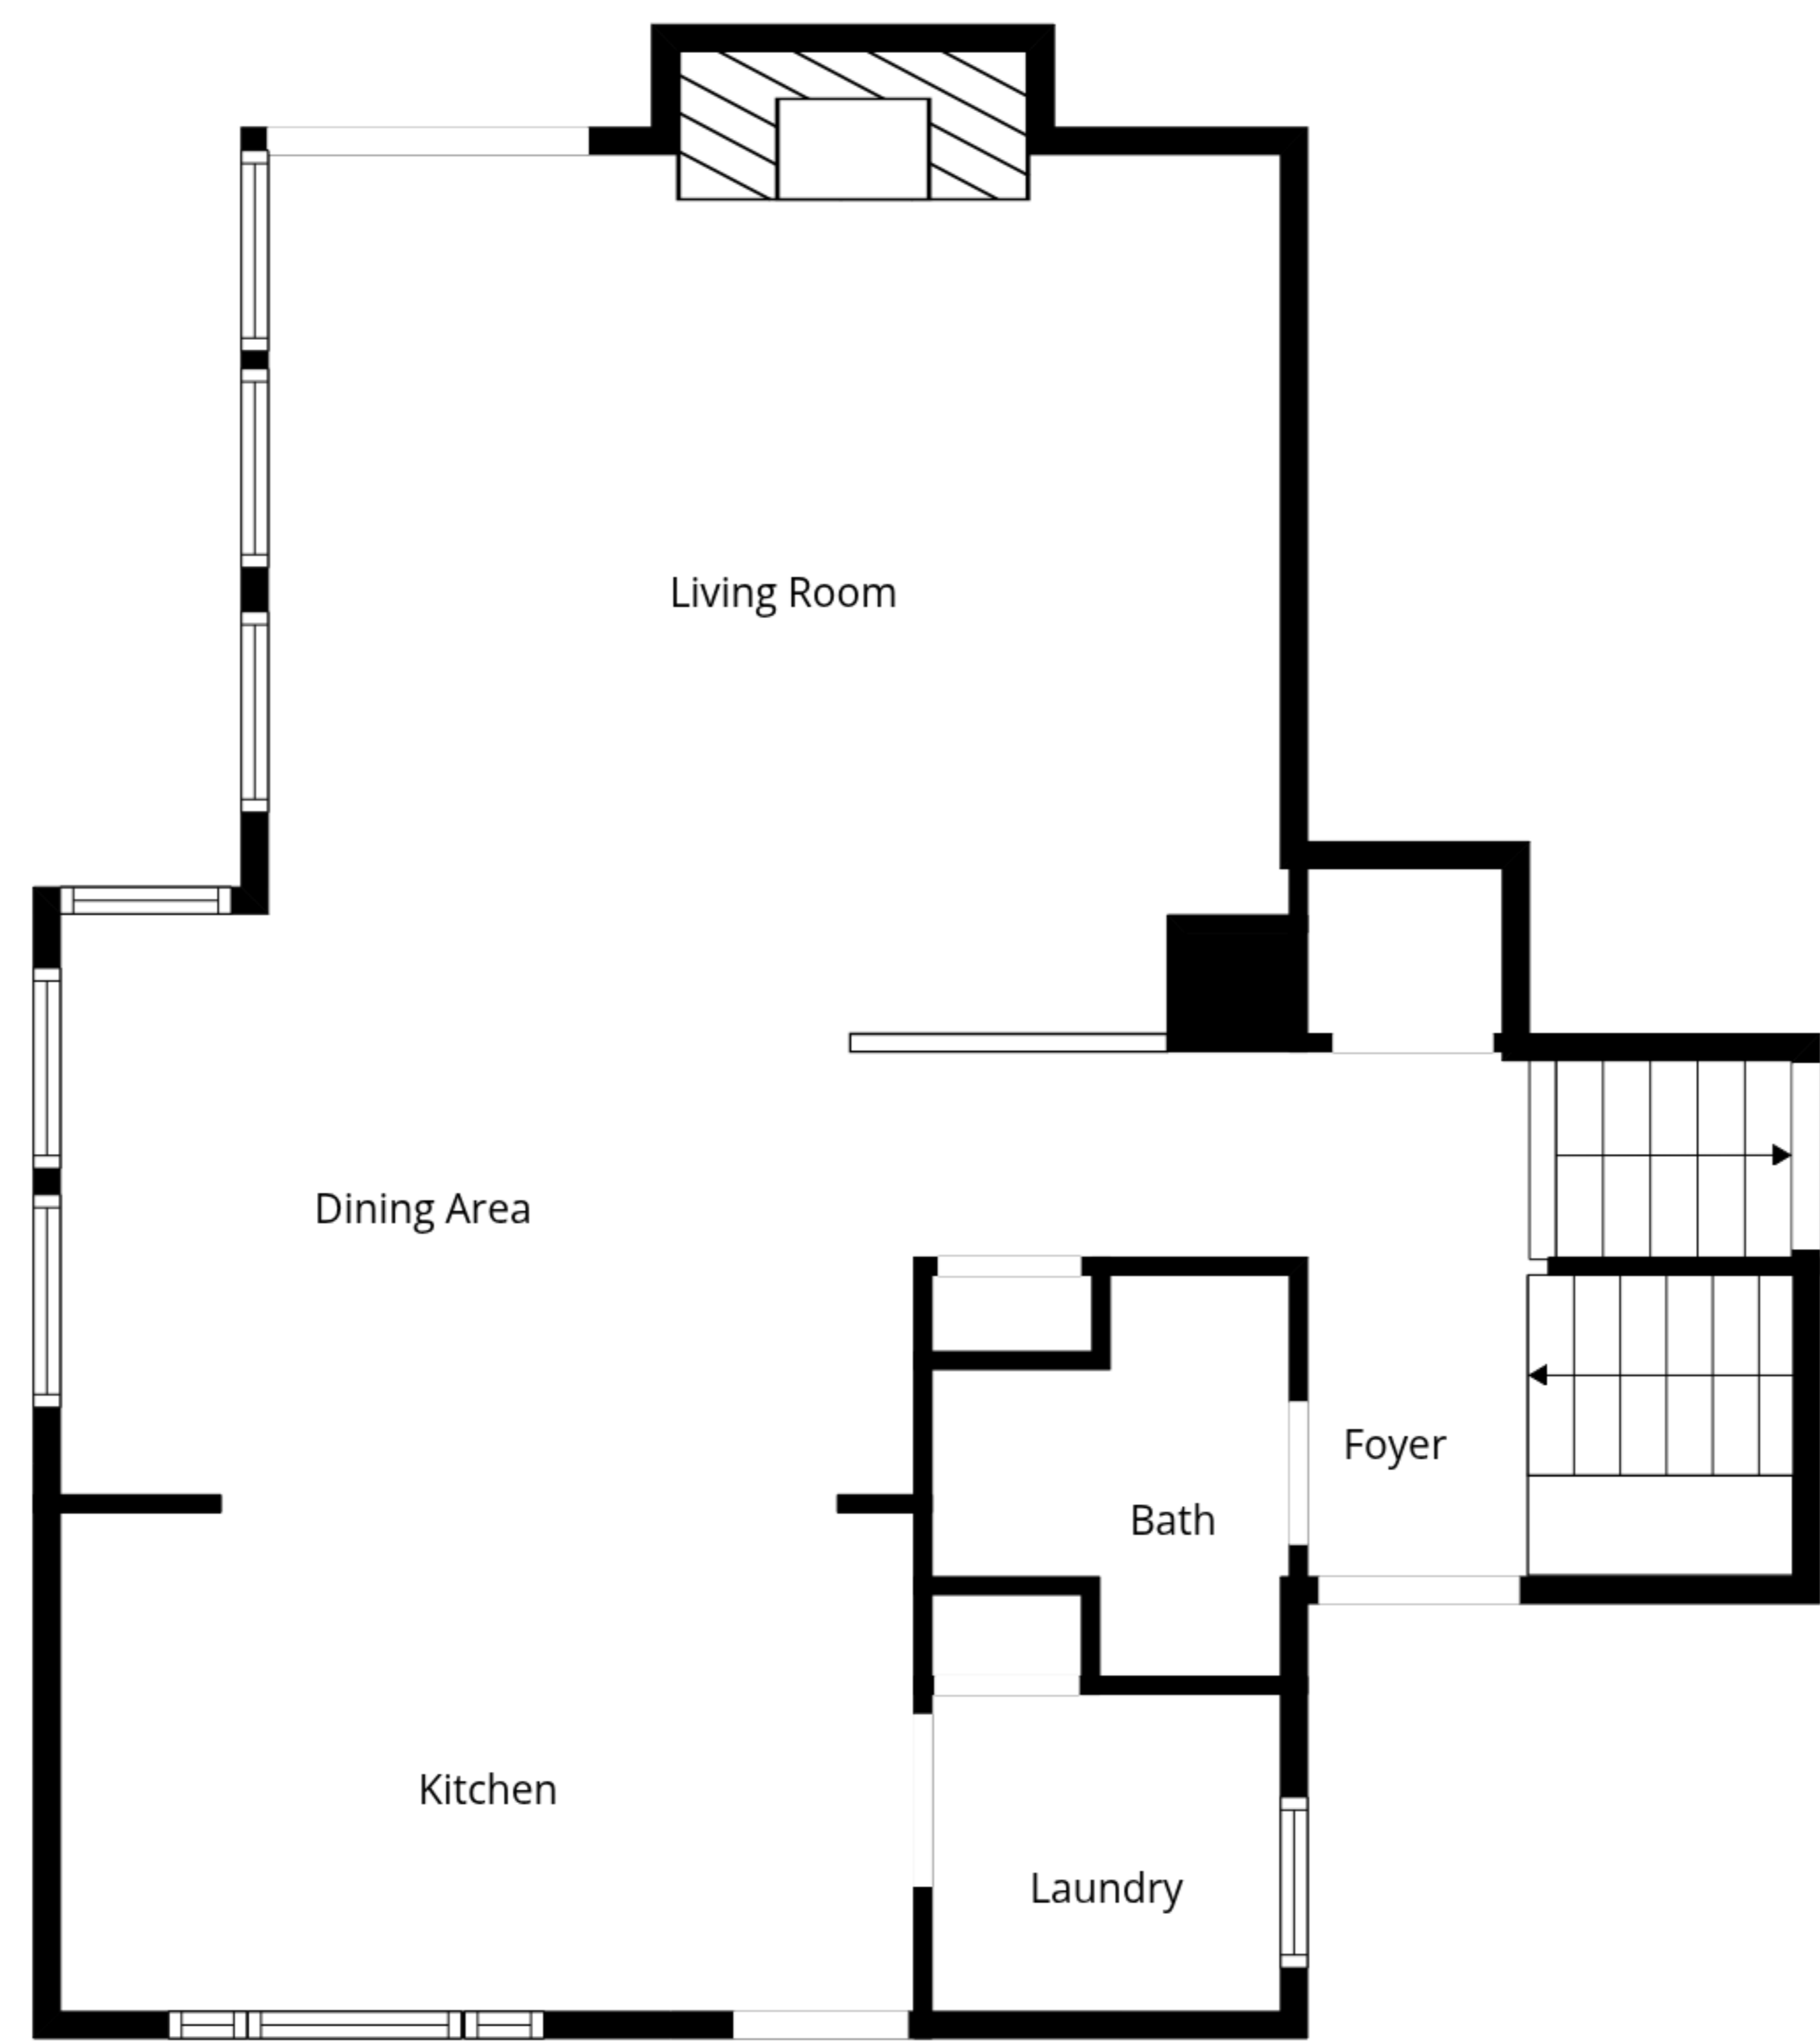 Living Room
Dining Area
Foyer
Bath
Kitchen
Laundry